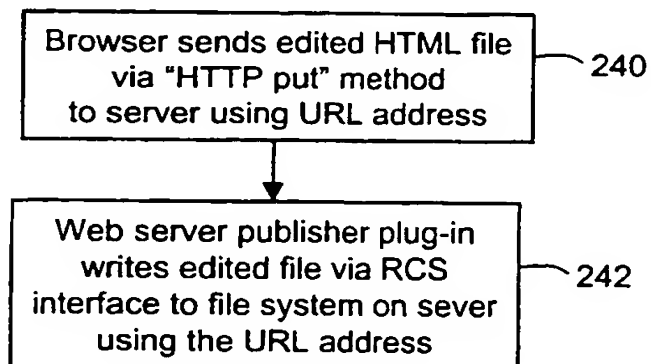 Browser sends edited HTML file
via "HTTP put" method
to server using URL address
240
Web server publisher plug-in
writes edited file via RCS
interface to file system on sever
using the URL address
242